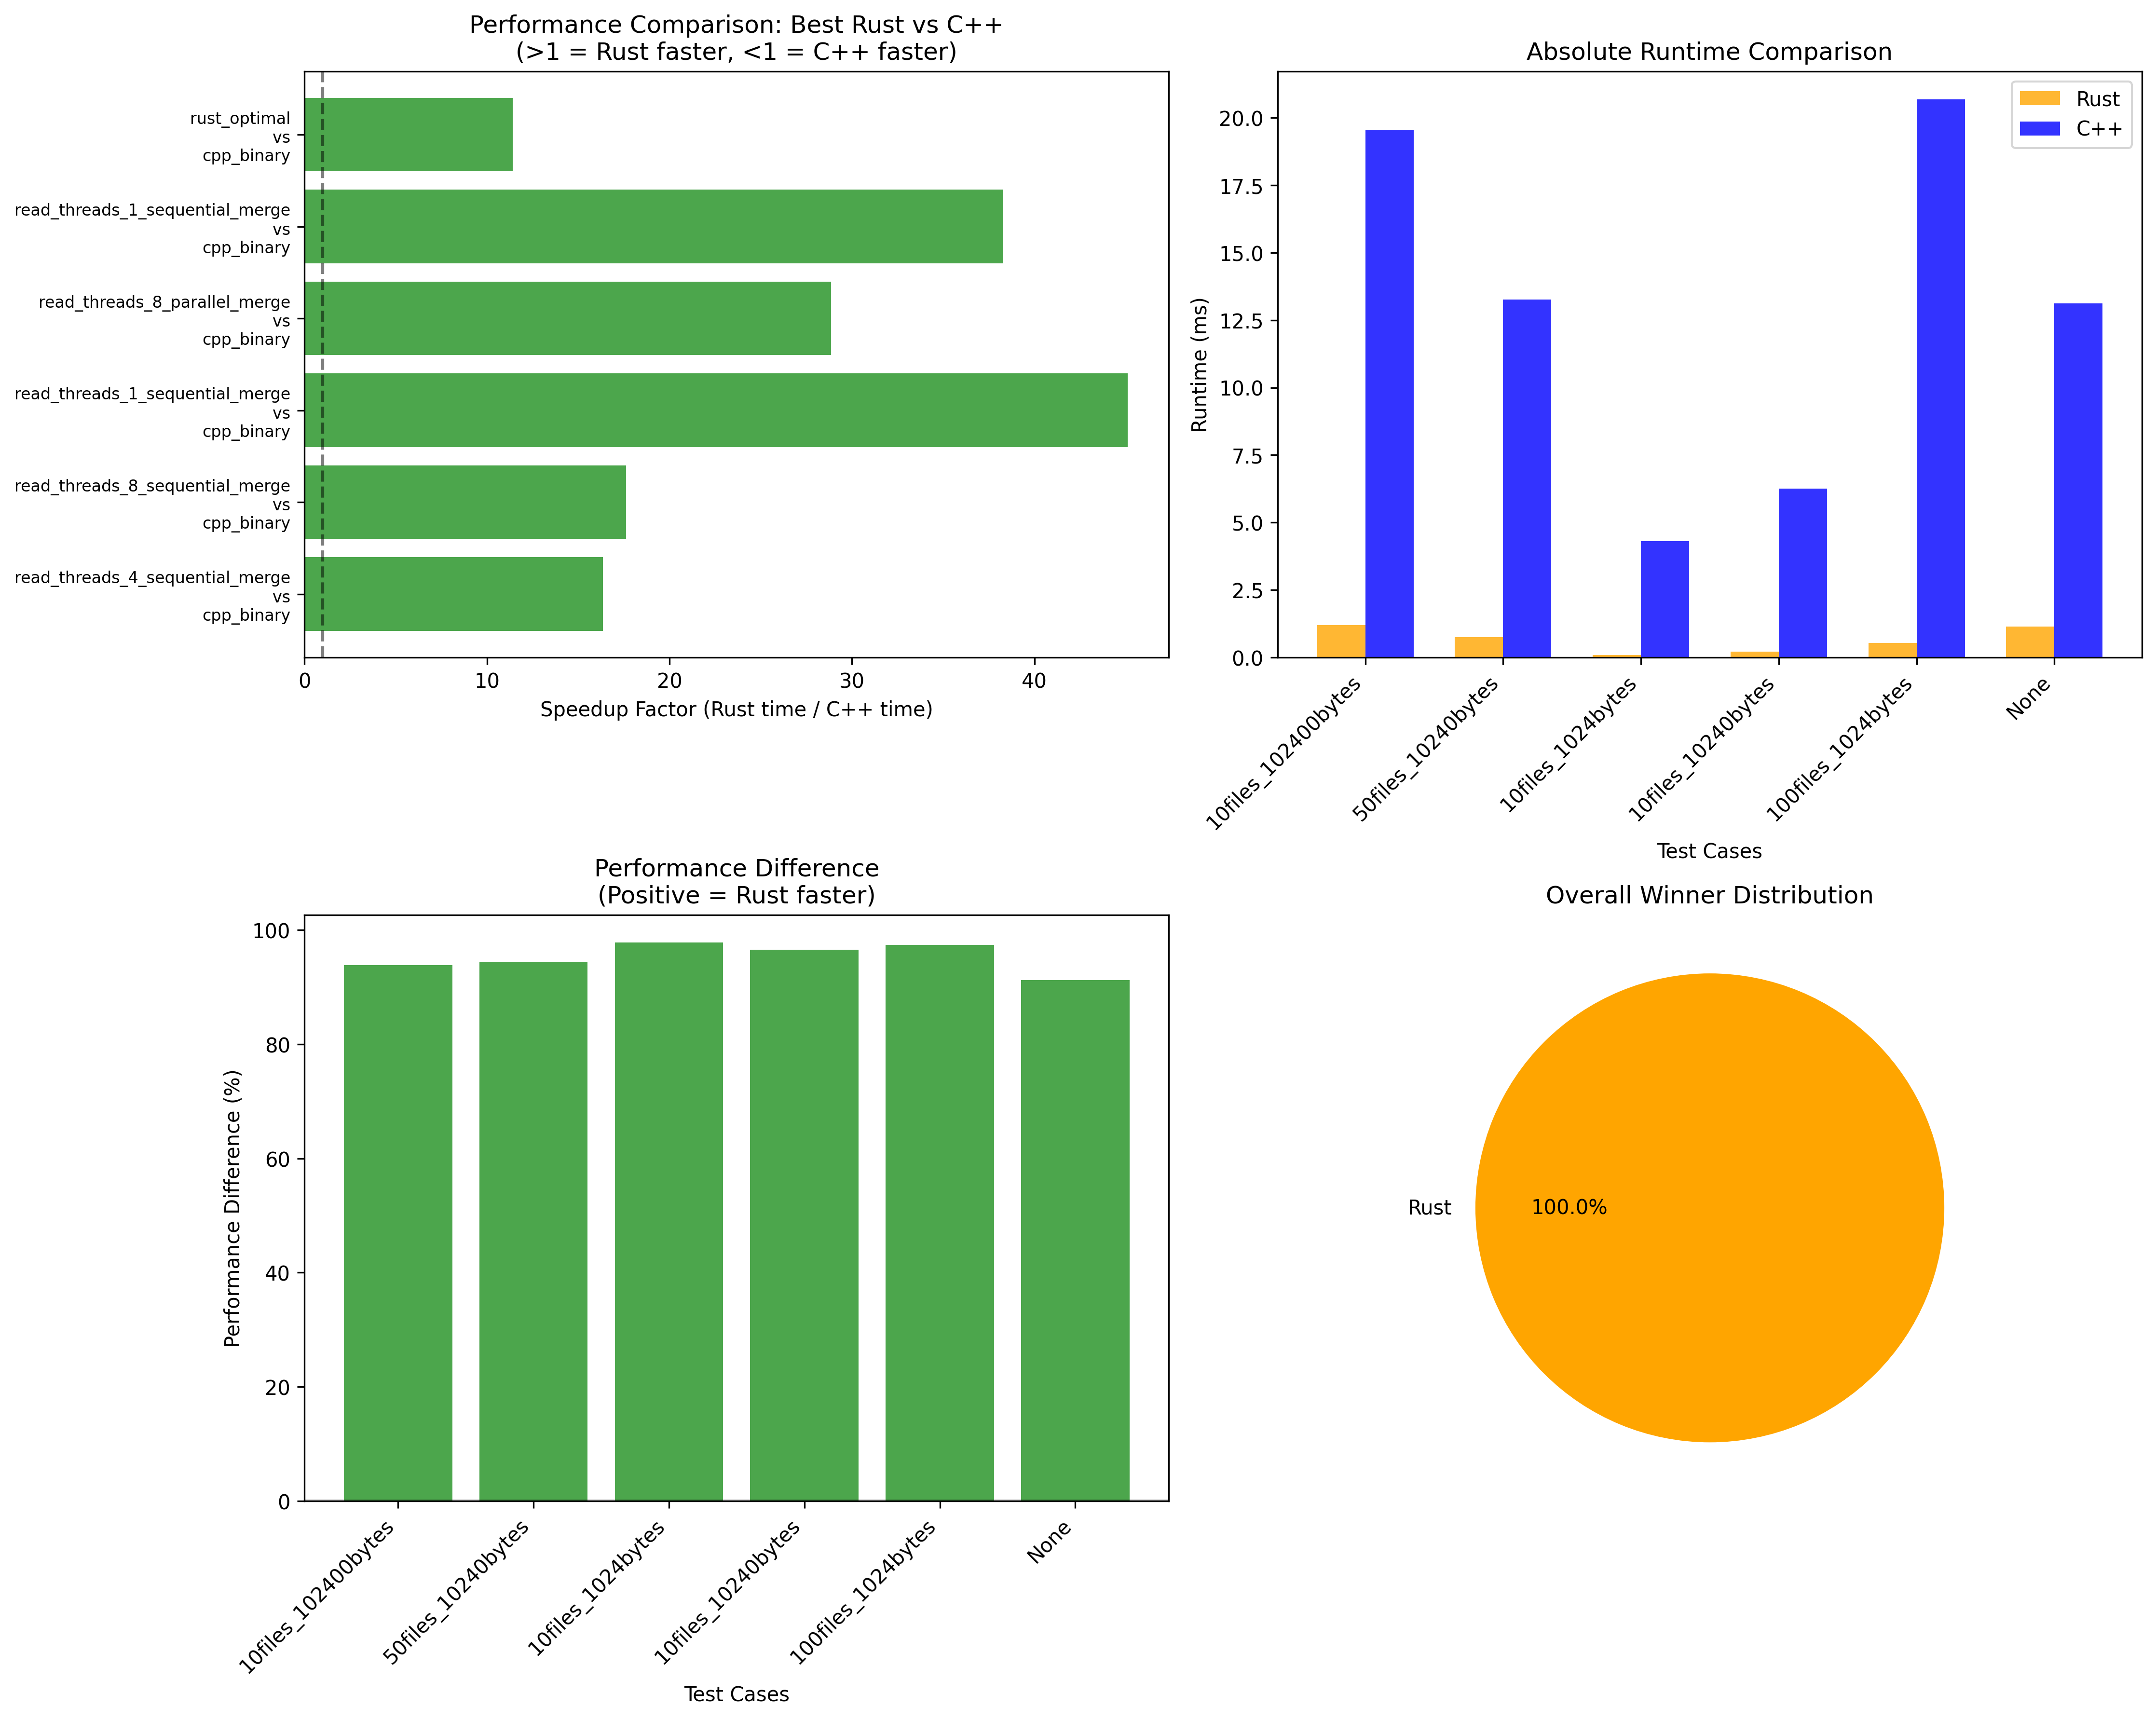 Performance Comparison: Best Rust vs C++
(>1 = Rust faster, <1 = C++ faster)
rust_optimal
vs
cpp_binary
read_threads_1_sequential_merge
vs
cpp_binary
read_threads_8_parallel_merge
vs
cpp_binary
read_threads_1_sequential_merge
vs
cpp_binary
read_threads_8_sequential_merge
vs
cpp_binary
read_threads_4_sequential_merge
vs
cpp_binary
0 10 20 30 40
Speedup Factor (Rust time / C++ time)
Absolute Runtime Comparison
Rust
C++
20.0
17.5
15.0
12.5
10.0
7.5
5.0
2.5
0.0
Runtime (ms)
10files_102400bytes
50files_10240bytes
10files_1024bytes
10files_10240bytes
100files_1024bytes
None
Test Cases
Performance Difference
(Positive = Rust faster)
100
80
60
40
20
0
Performance Difference (%)
10files_102400bytes
50files_10240bytes
10files_1024bytes
10files_10240bytes
100files_1024bytes
None
Test Cases
Overall Winner Distribution
Rust
100.0%